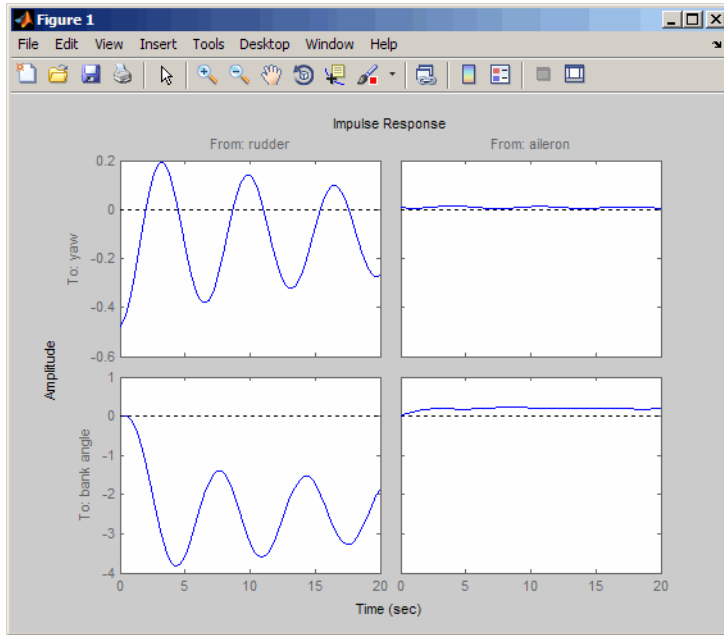 Figure 1
File Edit View Insert Tools Desktop Window Help
Impulse Response
From: rudder
From: aileron
To: yaw
0.2
0
-0.2
-0.4
-0.6
Amplitude
To: bank angle
1
0
-1
-2
-3
-4
0 5 10 15 20
0 5 10 15 20
Time (sec)